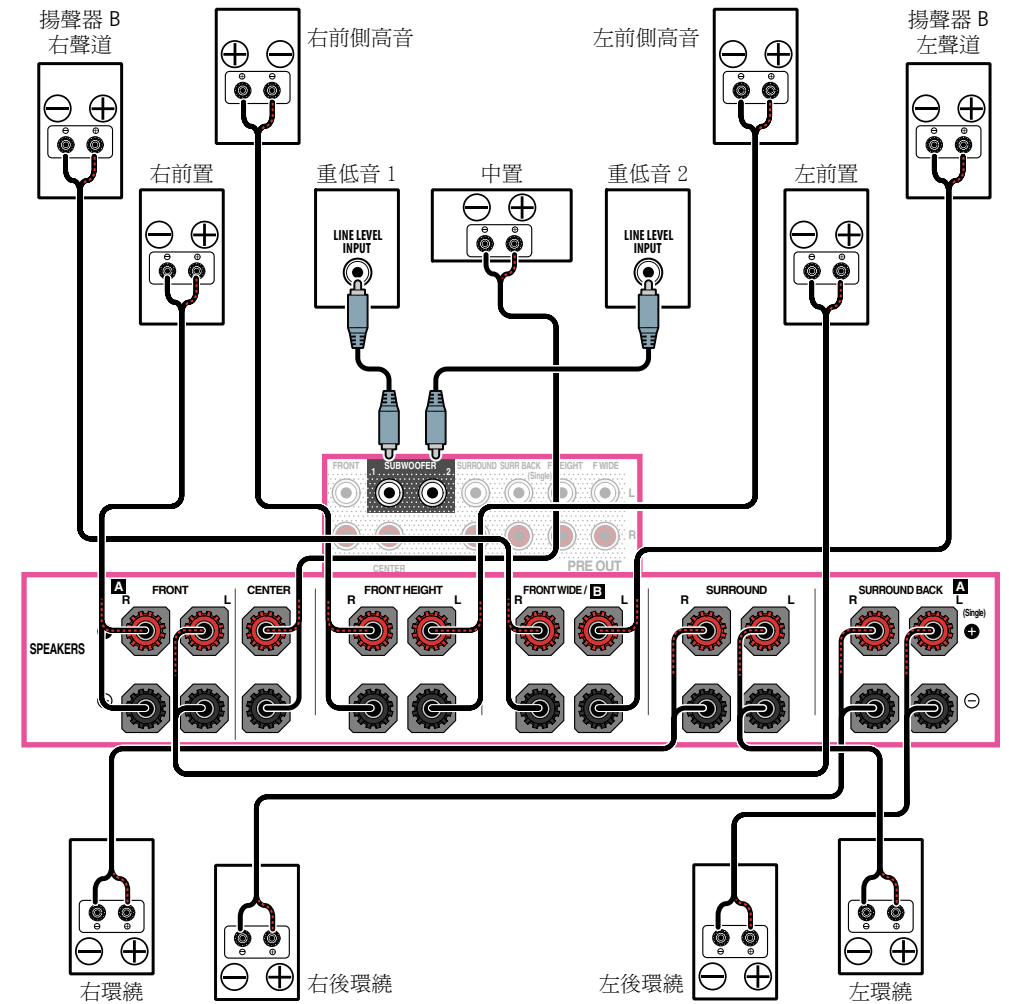 揚聲器 B
右聲道
右前側高音
左前側高音
揚聲器 B
左聲道
右前置
重低音 1
中置
重低音 2
左前置
LINE LEVEL
INPUT
LINE LEVEL
INPUT
FRONT
1 SUBWOOFER 2
SURROUND
SURR BACK
(Single)
F HEIGHT
F WIDE
L
R
CENTER
PRE OUT
SPEAKERS
A
FRONT
R
L
CENTER
FRONT HEIGHT
R
L
FRONT WIDE / B
R
L
SURROUND
R
L
SURROUND BACK
A
R
L
(Single)
右環繞
右後環繞
左後環繞
左環繞